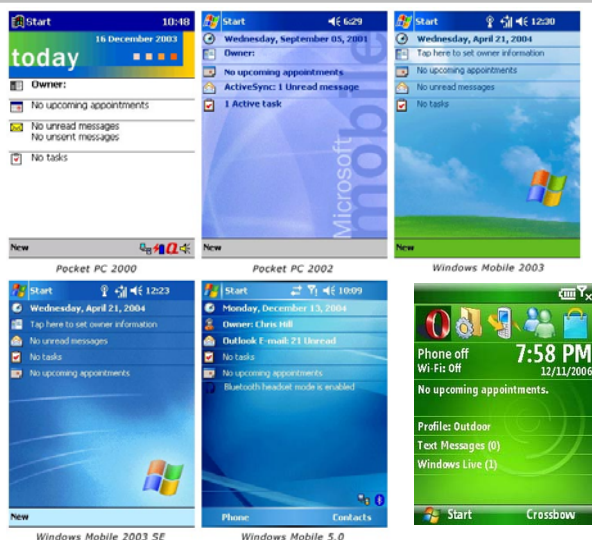 Start 10:48
16 December 2003
today
Owner:
No upcoming appointments
No unread messages
No unsent messages
No tasks
New
Pocket PC 2000
Start 6:29
Wednesday, September 05, 2001
Owner:
No upcoming appointments
ActiveSync: 1 Unread message
1 Active task
Microsoft
mobile
New
Pocket PC 2002
Start 12:30
Wednesday, April 21, 2004
Tap here to set owner information
No upcoming appointments
No unread messages
No tasks
New
Windows Mobile 2003
Start 12:23
Wednesday, April 21, 2004
Tap here to set owner information
No unread messages
No tasks
No upcoming appointments
New
Windows Mobile 2003 SE
Start 10:09
Monday, December 13, 2004
Owner: Chris Hill
Outlook E-mail: 21 Unread
No tasks
No upcoming appointments
Bluetooth headset mode is enabled
Phone Contacts
Windows Mobile 5.0
Phone off 7:58 PM
Wi-Fi: Off 12/11/2006
No upcoming appointments.
Profile: Outdoor
Text Messages (0)
Windows Live (1)
Start Crossbow